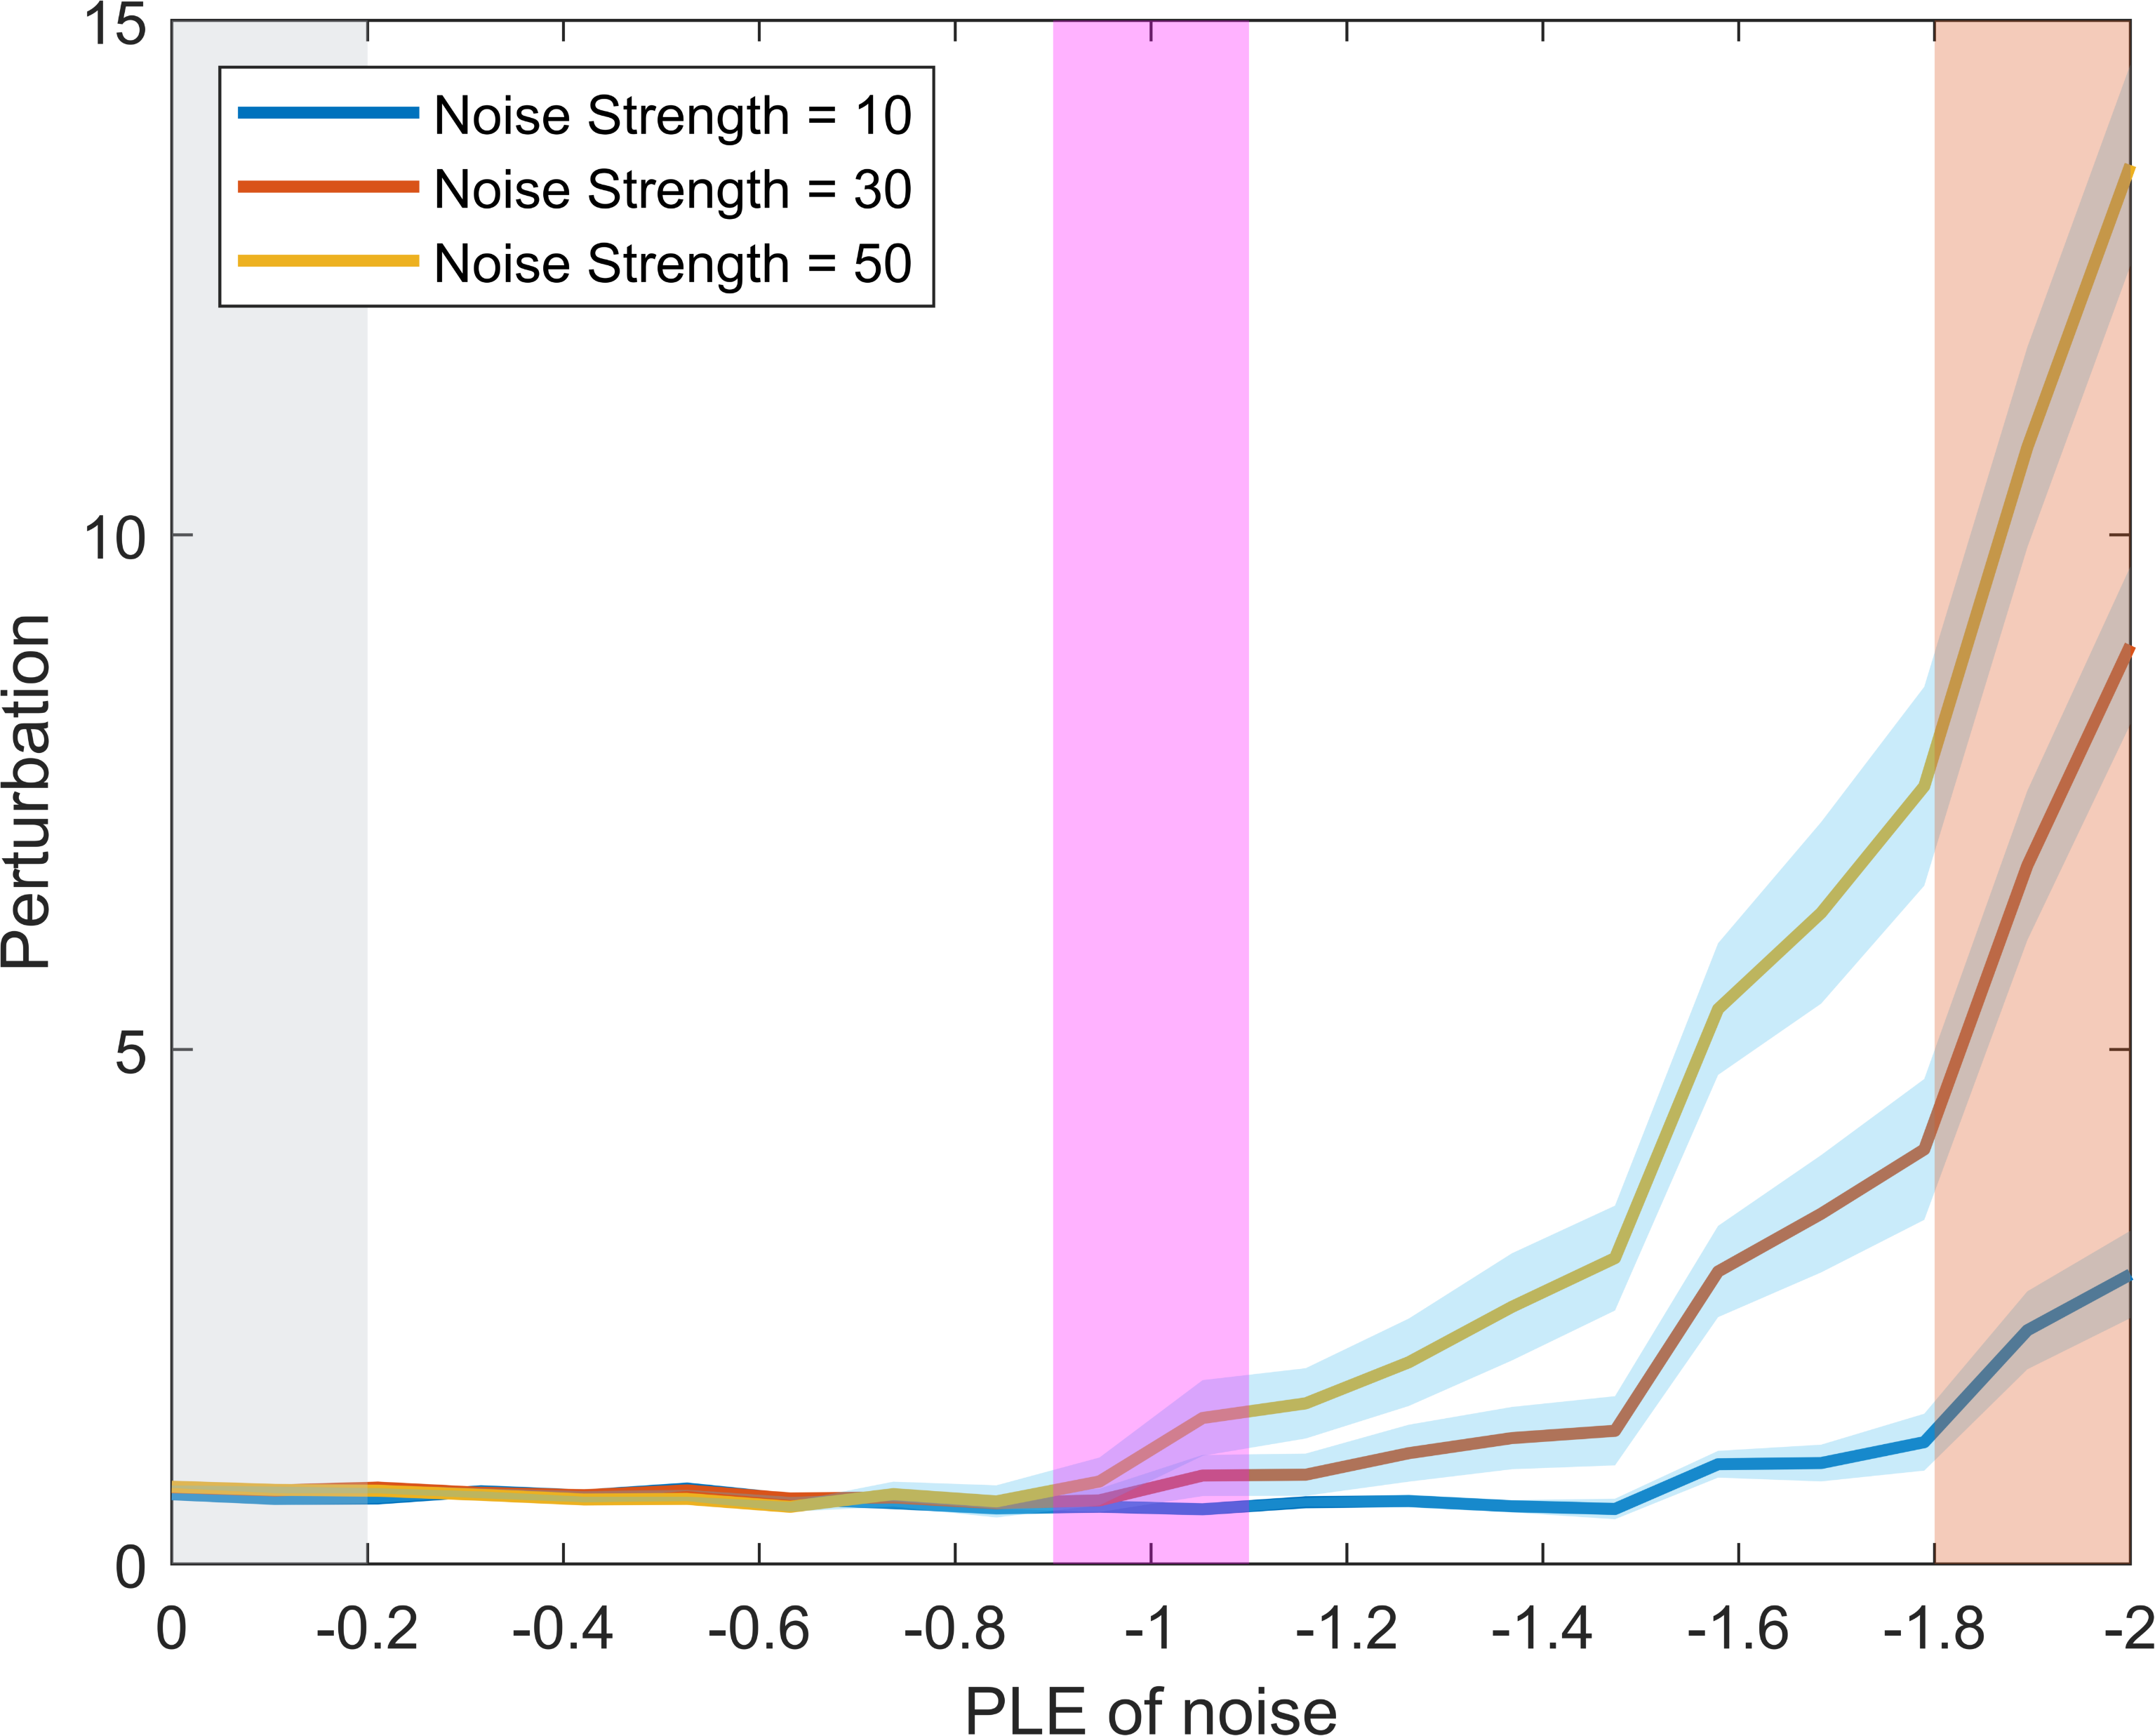 15
10
5
0
Perturbation
Noise Strength = 10
Noise Strength = 30
Noise Strength = 50
0 -0.2 -0.4 -0.6 -0.8 -1 -1.2 -1.4 -1.6 -1.8 -2
PLE of noise